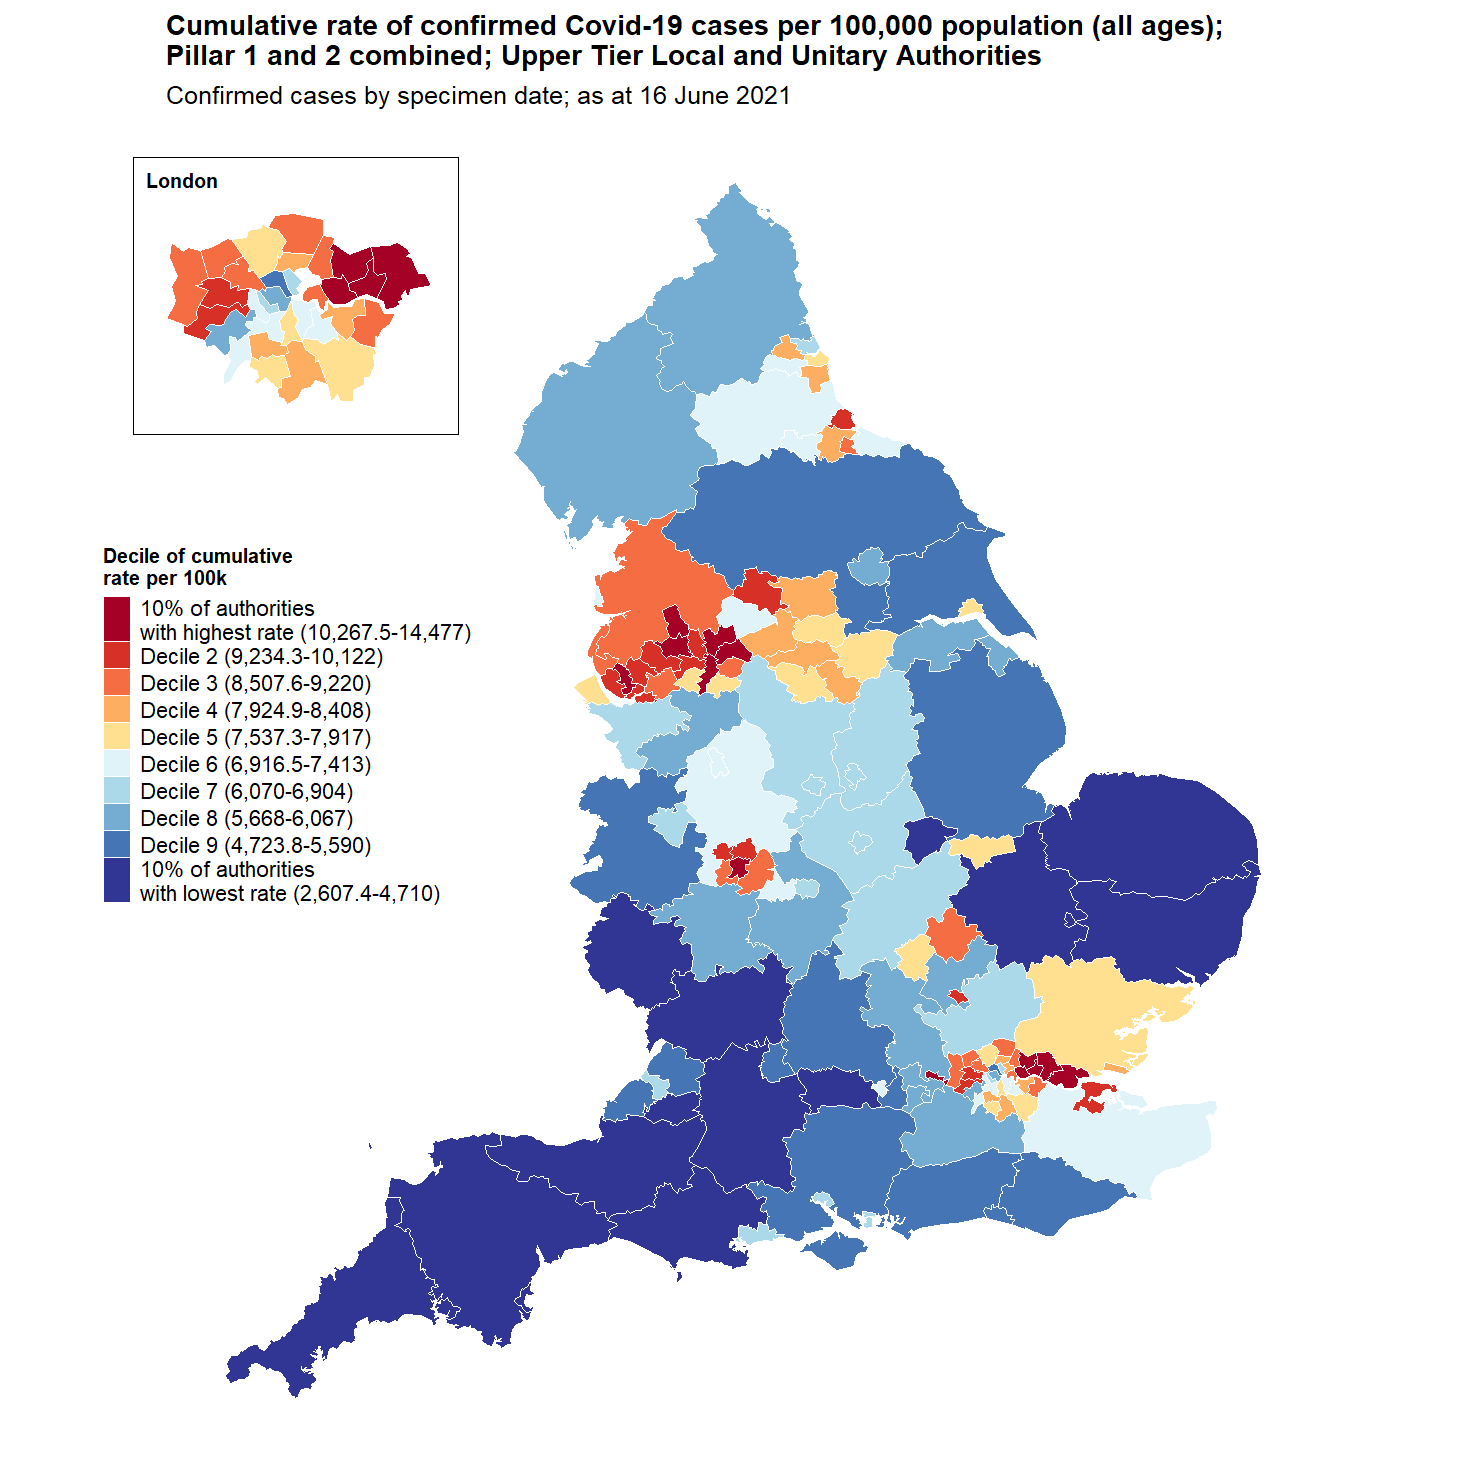 Cumulative rate of confirmed Covid-19 cases per 100,000 population (all ages);
Pillar 1 and 2 combined; Upper Tier Local and Unitary Authorities
Confirmed cases by specimen date; as at 16 June 2021
London
Decile of cumulative
rate per 100k
10% of authorities
with highest rate (10,267.5-14,477)
Decile 2 (9,234.3-10,122)
Decile 3 (8,507.6-9,220)
Decile 4 (7,924.9-8,408)
Decile 5 (7,537.3-7,917)
Decile 6 (6,916.5-7,413)
Decile 7 (6,070-6,904)
Decile 8 (5,668-6,067)
Decile 9 (4,723.8-5,590)
10% of authorities
with lowest rate (2,607.4-4,710)